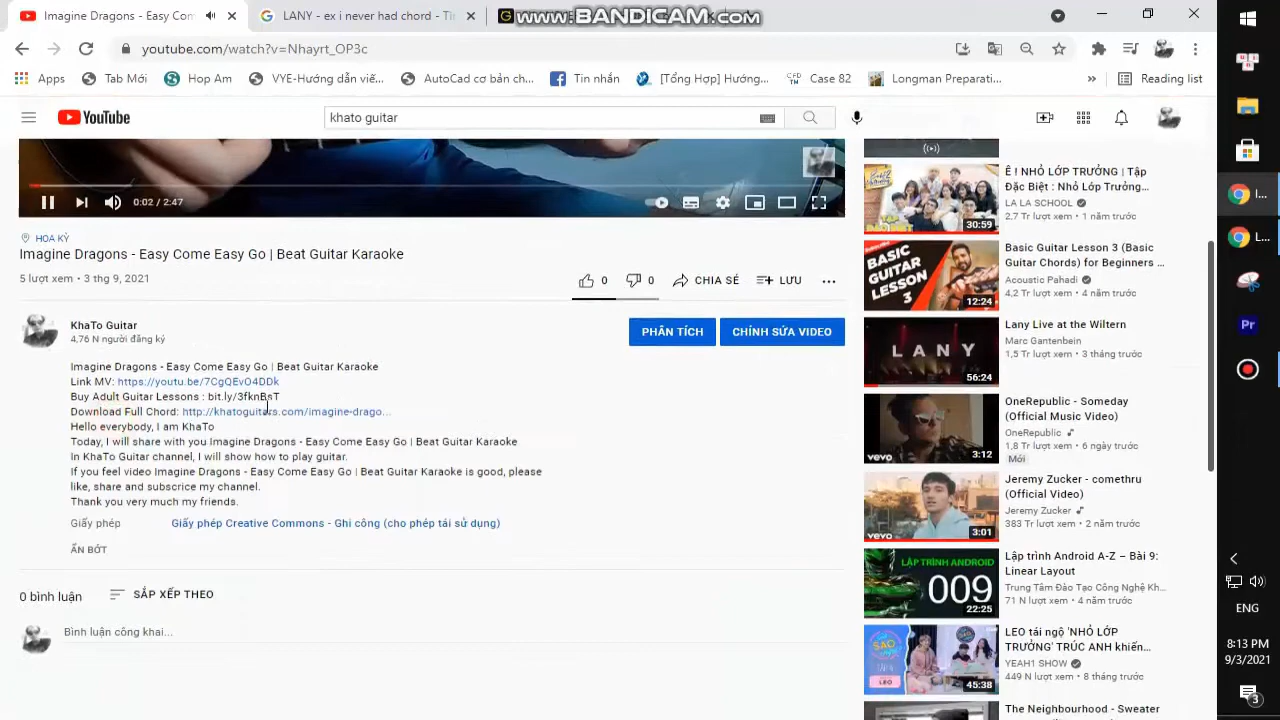 Imagine Dragons - Easy Com
LANY - ex i never had chord - Th
www.BANDICAM.com
youtube.com/watch?v=Nhayrt_OP3c
Apps
Tab Mới
Hop Am
VYE-Hướng dẫn viế...
AutoCad cơ bản ch...
Tin nhắn
[Tổng Hợp] Hướng...
Case 82
Longman Preparati...
»
Reading list
YouTube
khato guitar
0:02 / 2:47
HOA KỲ
Imagine Dragons - Easy Come Easy Go | Beat Guitar Karaoke
5 lượt xem • 3 thg 9, 2021
0
0
CHIA SẺ
LƯU
KhaTo Guitar
4,76 N người đăng ký
PHÂN TÍCH
CHỈNH SỬA VIDEO
Imagine Dragons - Easy Come Easy Go | Beat Guitar Karaoke
Link MV: https://youtu.be/7CgQEvO4DDk
Buy Adult Guitar Lessons : bit.ly/3fknBsT
Download Full Chord: http://khatoguitars.com/imagine-drago...
Hello everybody, I am KhaTo
Today, I will share with you Imagine Dragons - Easy Come Easy Go | Beat Guitar Karaoke
In KhaTo Guitar channel, I will show how to play guitar
If you feel video Imagine Dragons - Easy Come Easy Go | Beat Guitar Karaoke is good, please
like, share and subscrice my channel.
Thank you very much my friends.
Giấy phép
Giấy phép Creative Commons - Ghi công (cho phép tái sử dụng)
ẨN BỚT
0 bình luận
SẮP XẾP THEO
Bình luận công khai...
Ê ! NHỎ LỚP TRƯỞNG | Tập
Đặc Biệt : Nhỏ Lớp Trưởng...
LA LA SCHOOL
2,7 Tr lượt xem • 1 năm trước
30:59
BASIC
GUITAR
LESSON
3
12:24
Basic Guitar Lesson 3 (Basic
Guitar Chords) for Beginners ...
Acoustic Pahadi
4,2 Tr lượt xem • 4 năm trước
LANY
56:24
Lany Live at the Wiltern
Marc Gantenbein
1,5 Tr lượt xem • 3 tháng trước
vevo
3:12
OneRepublic - Someday
(Official Music Video)
OneRepublic
1,8 Tr lượt xem • 6 ngày trước
Mới
vevo
3:01
Jeremy Zucker - comethru
(Official Video)
Jeremy Zucker
383 Tr lượt xem • 2 năm trước
LẬP TRÌNH ANDROID
009
22:25
Lập trình Android A-Z – Bài 9:
Linear Layout
Trung Tâm Đào Tạo Công Nghệ Kh...
71 N lượt xem • 4 năm trước
SAO
LEO
45:38
LEO tái ngộ 'NHỎ LỚP
TRƯỞNG' TRÚC ANH khiến...
YEAH1 SHOW
449 N lượt xem • 8 tháng trước
The Neighbourhood - Sweater
I...
L...
Pr
ENG
8:13 PM
9/3/2021
3